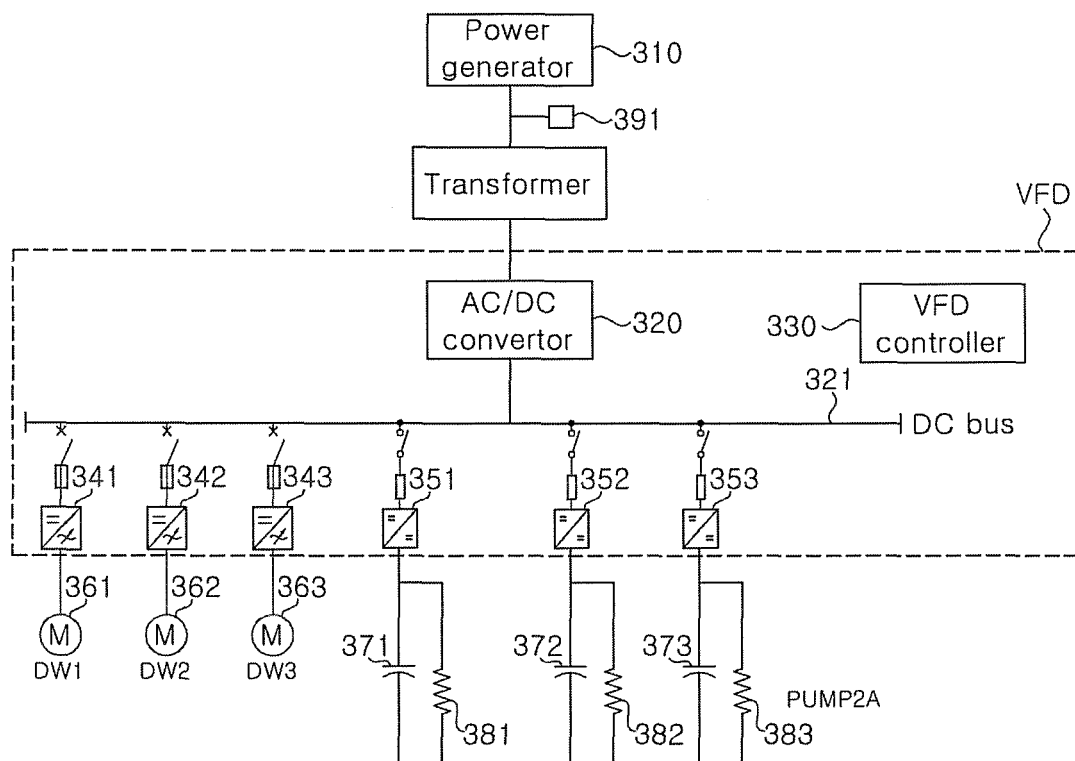 Power
generator
310
391
Transformer
VFD
AC/DC
convertor
320
330
VFD
controller
321
DC bus
341
342
343
351
352
353
361
362
363
M
M
M
DW1
DW2
DW3
371
372
373
381
382
383
PUMP2A